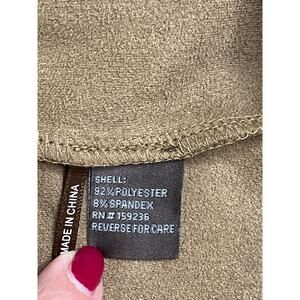 SHELL:
92%POLYESTER
8%SPANDEX
RN# 159236
REVERSE FOR CARE
MADE IN CHINA